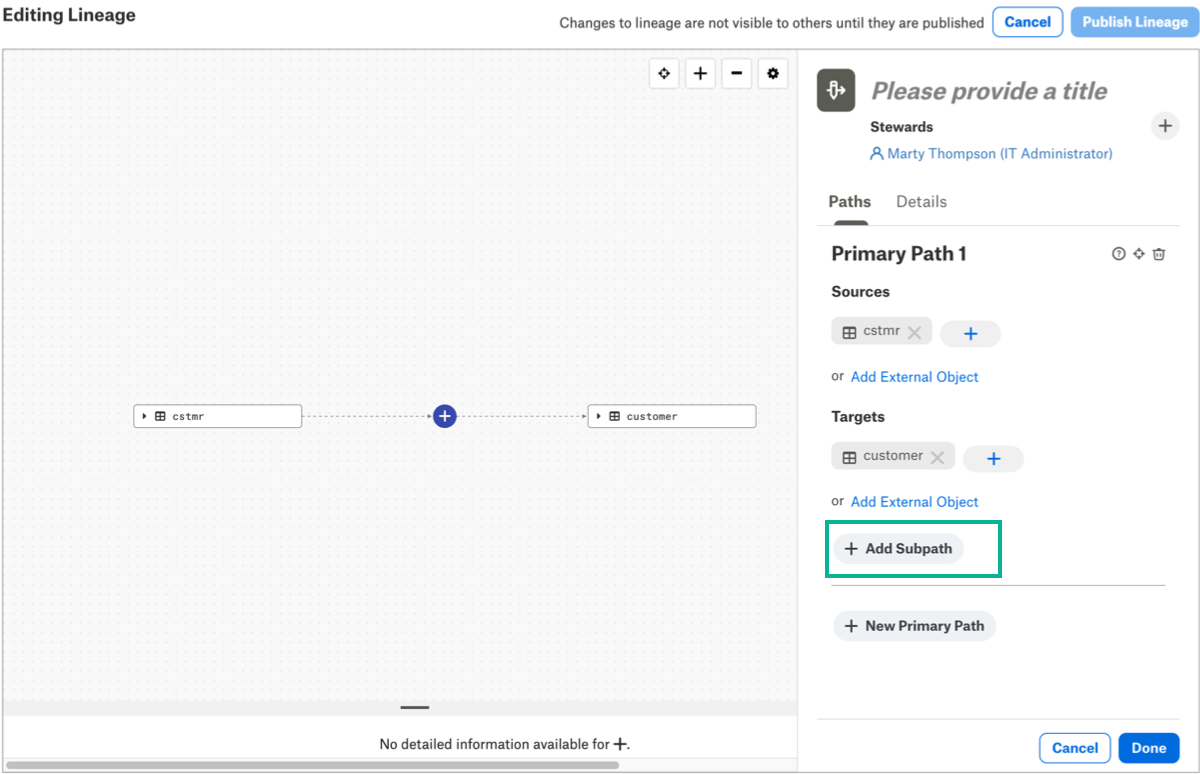 Editing Lineage
Changes to lineage are not visible to others until they are published
Cancel
Publish Lineage
Please provide a title
Stewards
Marty Thompson (IT Administrator)
Paths
Details
Primary Path 1
Sources
cstmr
or Add External Object
Targets
customer
or Add External Object
+ Add Subpath
+ New Primary Path
cstmr
customer
No detailed information available for +.
Cancel
Done